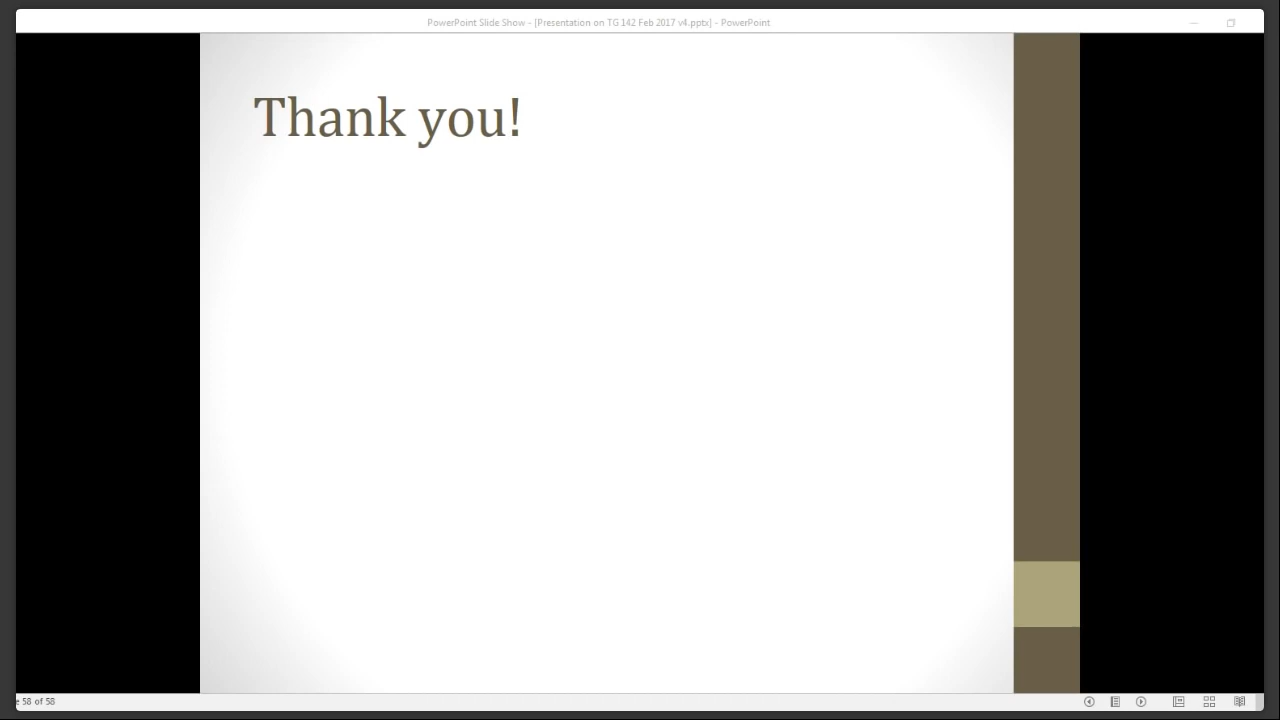 PowerPoint Slide Show - [Presentation on TG 142 Feb 2017 v4.pptx] - PowerPoint
Thank you!
e 58 of 58